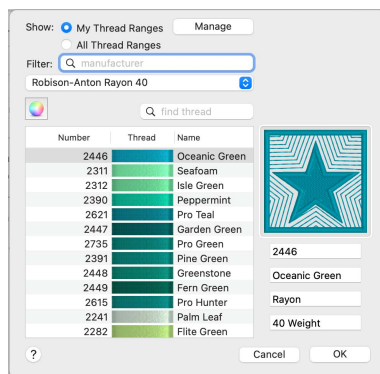 Show: My Thread Ranges Manage
All Thread Ranges
Filter: manufacturer
Robison-Anton Rayon 40
find thread
Number Thread Name
2446 Oceanic Green
2311 Seafoam
2312 Isle Green
2390 Peppermint
2621 Pro Teal
2447 Garden Green
2735 Pro Green
2391 Pine Green
2448 Greenstone
2449 Fern Green
2615 Pro Hunter
2241 Palm Leaf
2282 Flite Green
2446
Oceanic Green
Rayon
40 Weight
? Cancel OK